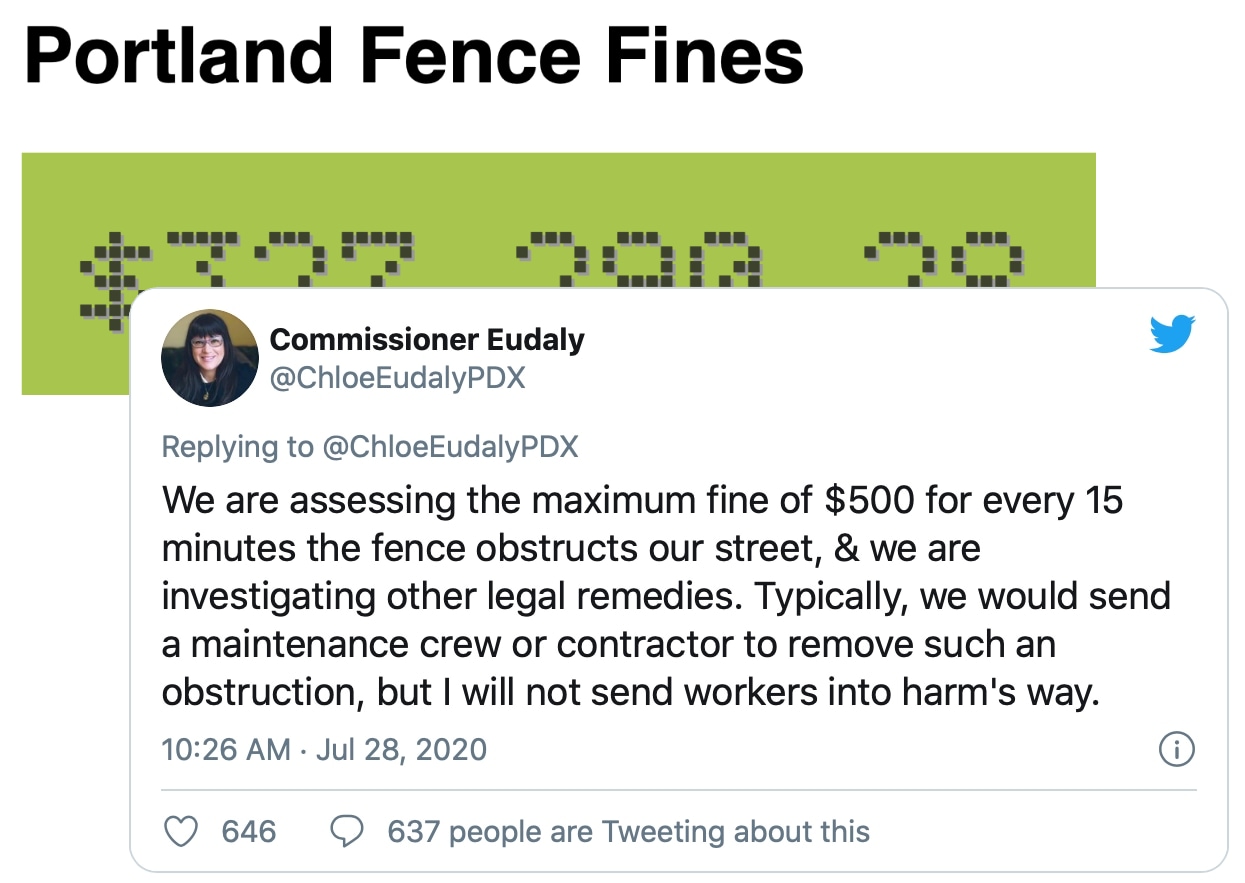 Portland Fence Fines
Commissioner Eudaly
@ChloeEudalyPDX
Replying to @ChloeEudalyPDX
We are assessing the maximum fine of $500 for every 15
minutes the fence obstructs our street, & we are
investigating other legal remedies. Typically, we would send
a maintenance crew or contractor to remove such an
obstruction, but I will not send workers into harm's way.
10:26 AM · Jul 28, 2020
646
637 people are Tweeting about this